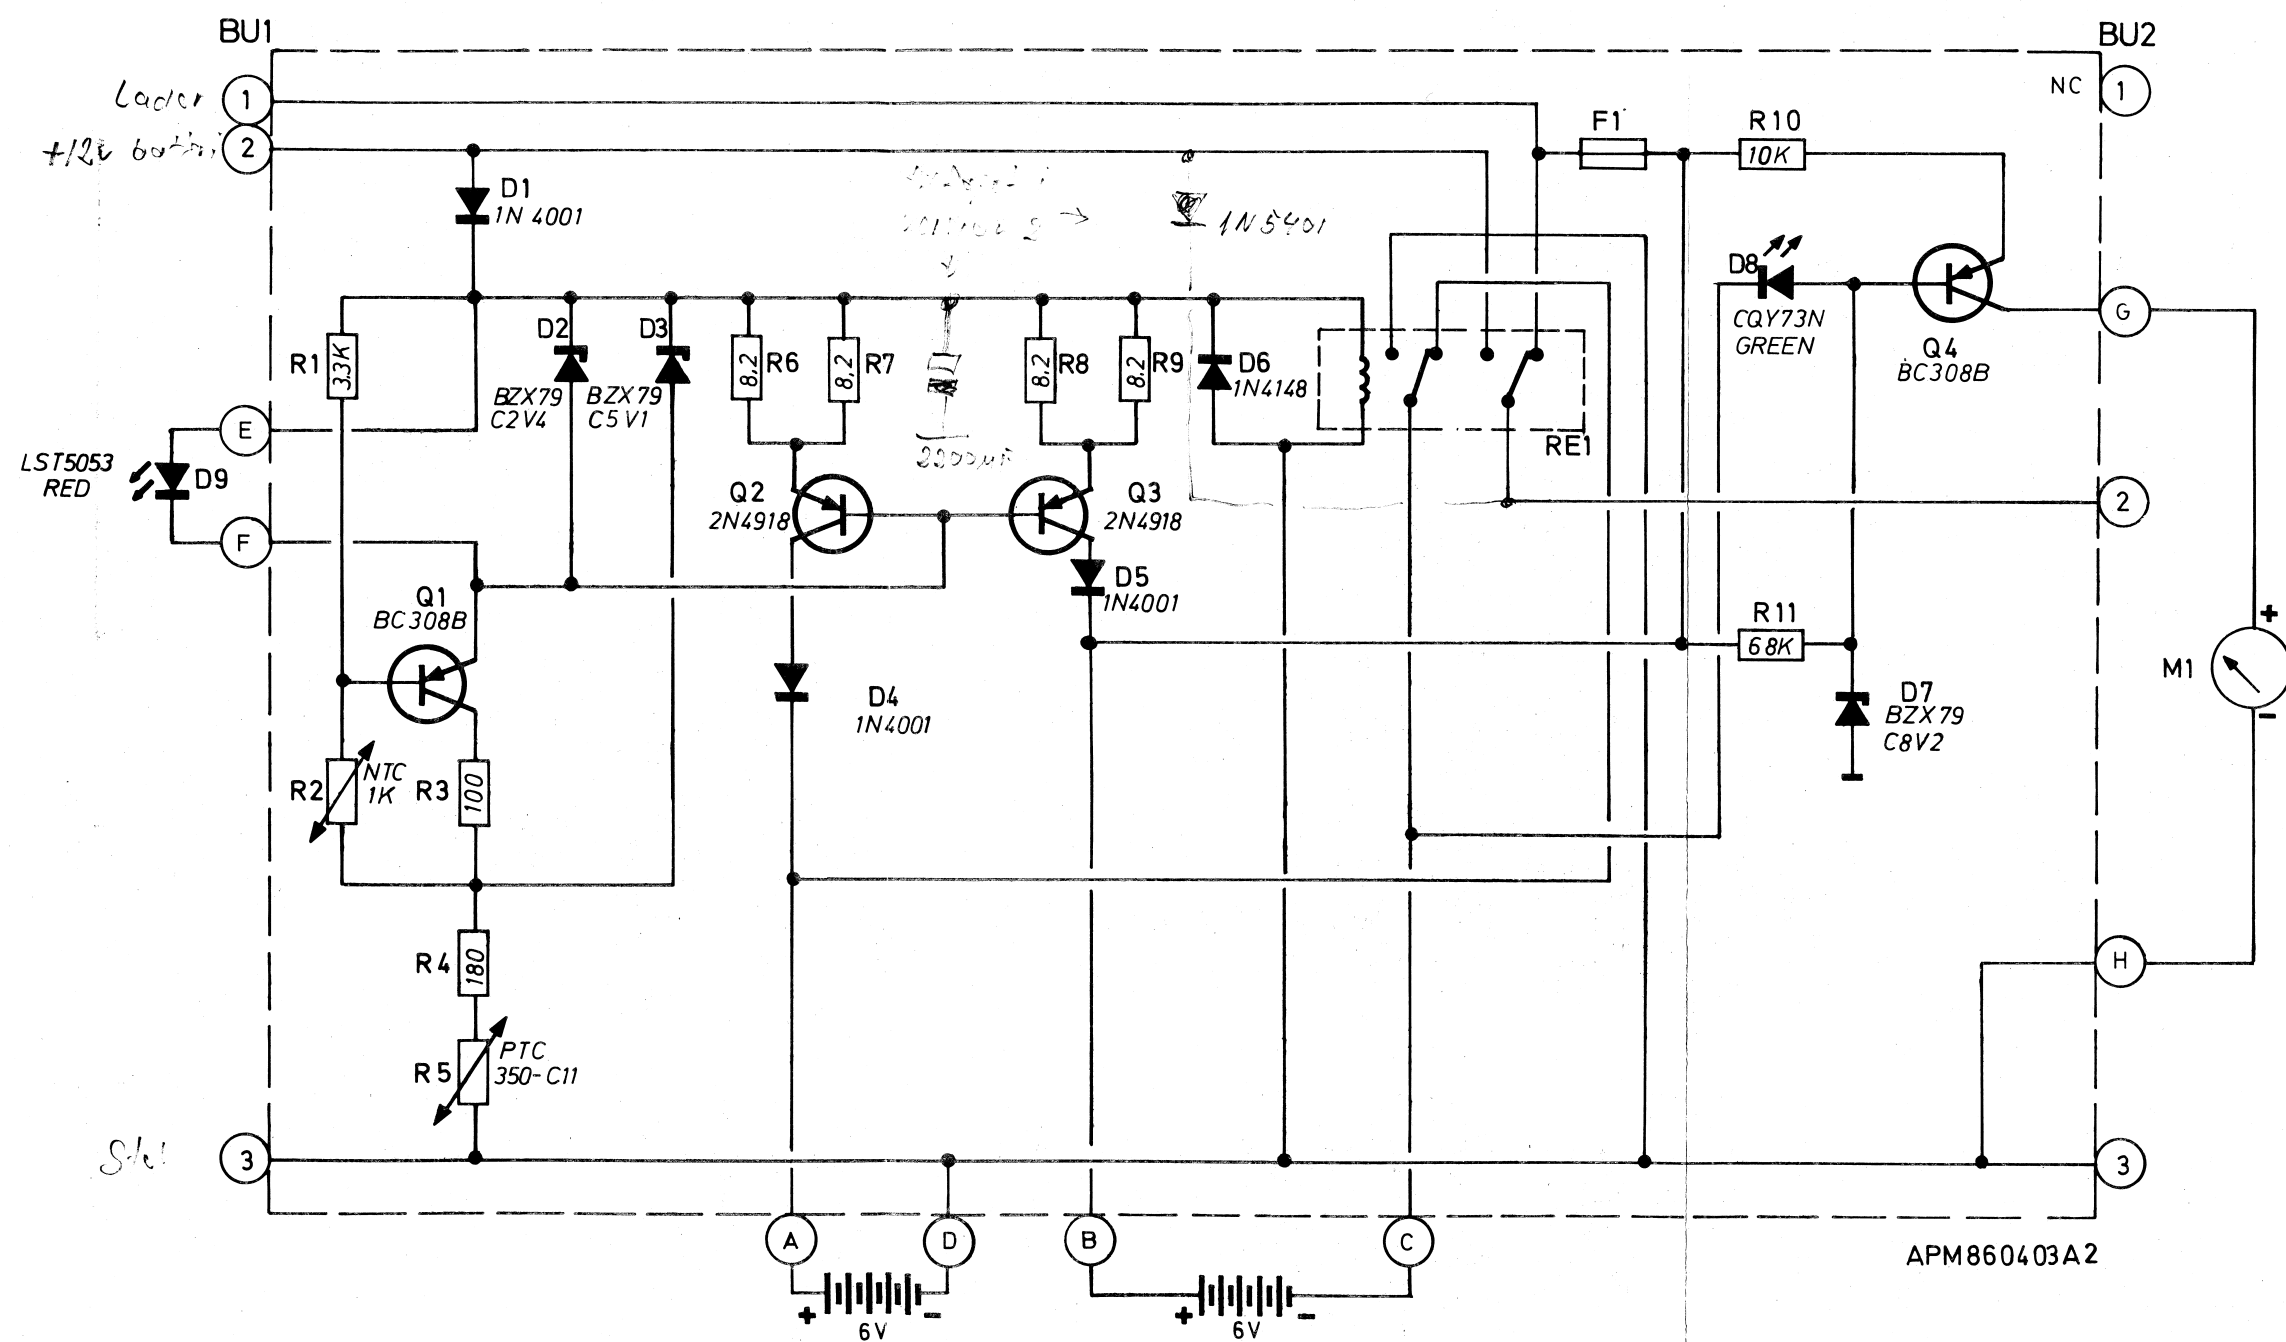 BU1
BU2
Lader
1
NC
1
2
F1
R10
10K
D1
1N 4001
1N5401
D8
CQY73N
GREEN
Q4
BC308B
G
R1
3,3K
D2
BZX79
C2V4
D3
BZX79
C5V1
R6
8,2
R7
8,2
R8
8,2
R9
8,2
D6
1N4148
RE1
E
LST5053
RED
D9
F
2200µF
Q2
2N4918
Q3
2N4918
2
D5
1N4001
Q1
BC308B
R11
68K
M1
+
-
D4
1N4001
D7
BZX79
C8V2
R2
NTC
1K
R3
100
R4
180
H
R5
PTC
350-C11
3
3
A
D
B
C
APM860403A2
+
-
6V
+
-
6V